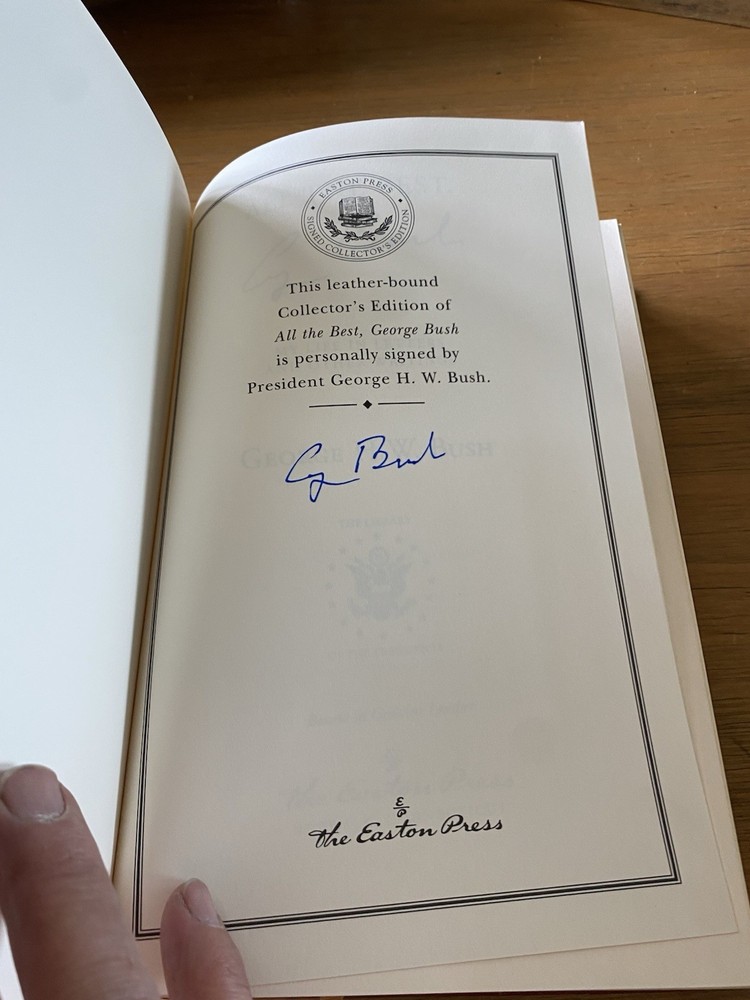 EASTON PRESS
SIGNED COLLECTOR'S EDITION
This leather-bound
Collector's Edition of
All the Best, George Bush
is personally signed by
President George H. W. Bush.
G Bush
GEORGE H. W. BUSH
E/P
The Easton Press